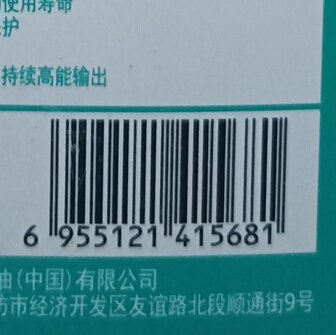 使用寿命
护
持续高能输出
6 955121 415681
油(中国)有限公司
坊市经济开发区友谊路北段顺通街9号